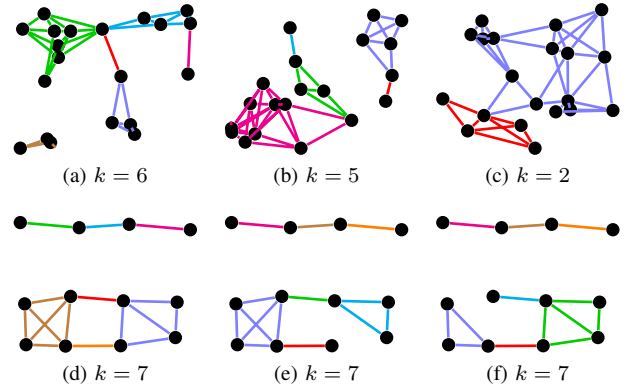 (a) k = 6
(b) k = 5
(c) k = 2
(d) k = 7
(e) k = 7
(f) k = 7